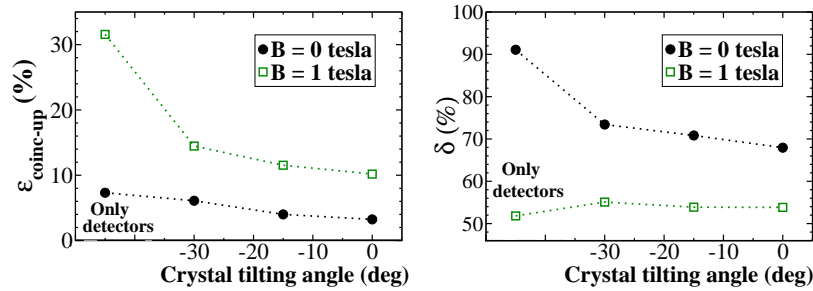 30
20
10
0
ε coinc-up (%)
B = 0 tesla
B = 1 tesla
Only
detectors
-30 -20 -10 0
Crystal tilting angle (deg)
100
90
80
70
60
50
δ (%)
B = 0 tesla
B = 1 tesla
Only
detectors
-30 -20 -10 0
Crystal tilting angle (deg)